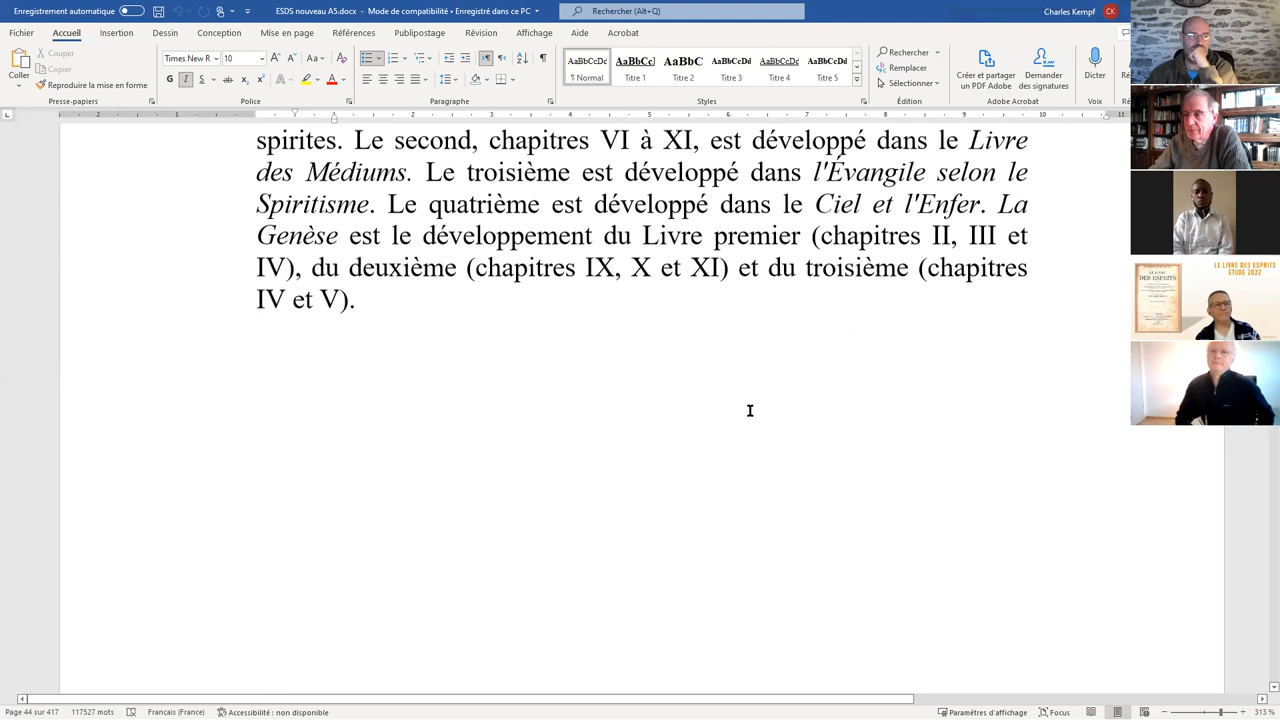 Enregistrement automatique
ESDS nouveau A5.docx - Mode de compatibilité • Enregistré dans ce PC
Rechercher (Alt+Q)
Charles Kempf CK
Fichier Accueil Insertion Dessin Conception Mise en page Références Publipostage Révision Affichage Aide Acrobat
Coller
Couper
Copier
Reproduire la mise en forme
Presse-papiers
Times New R 10
G I S
Police
Paragraphe
AaBbCcDc AaBbCcI AaBbC AaBbCcDd AaBbCcDc AaBbCcDd
¶ Normal Titre 1 Titre 2 Titre 3 Titre 4 Titre 5
Styles
Rechercher
Remplacer
Sélectionner
Édition
Créer et partager un PDF Adobe
Demander des signatures
Adobe Acrobat
Dicter
Voix
spirites. Le second, chapitres VI à XI, est développé dans le Livre
des Médiums. Le troisième est développé dans l'Évangile selon le
Spiritisme. Le quatrième est développé dans le Ciel et l'Enfer. La
Genèse est le développement du Livre premier (chapitres II, III et
IV), du deuxième (chapitres IX, X et XI) et du troisième (chapitres
IV et V).
LE LIVRE DES ESPRITS
ETUDE 2022
LE LIVRE
DES ESPRITS
Page 44 sur 417 117527 mots Français (France) Accessibilité : non disponible
Paramètres d'affichage Focus 313 %